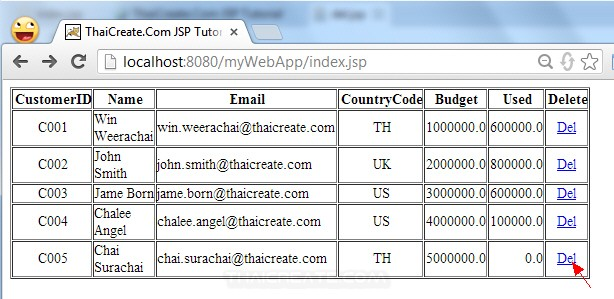 ThaiCreate.Com JSP Tutor
localhost:8080/myWebApp/index.jsp
CustomerID Name Email CountryCode Budget Used Delete
C001 Win Weerachai win.weerachai@thaicreate.com TH 1000000.0 600000.0 Del
C002 John Smith john.smith@thaicreate.com UK 2000000.0 800000.0 Del
C003 Jame Born jame.born@thaicreate.com US 3000000.0 600000.0 Del
C004 Chalee Angel chalee.angel@thaicreate.com US 4000000.0 100000.0 Del
C005 Chai Surachai chai.surachai@thaicreate.com TH 5000000.0 0.0 Del
THAICREATE.COM